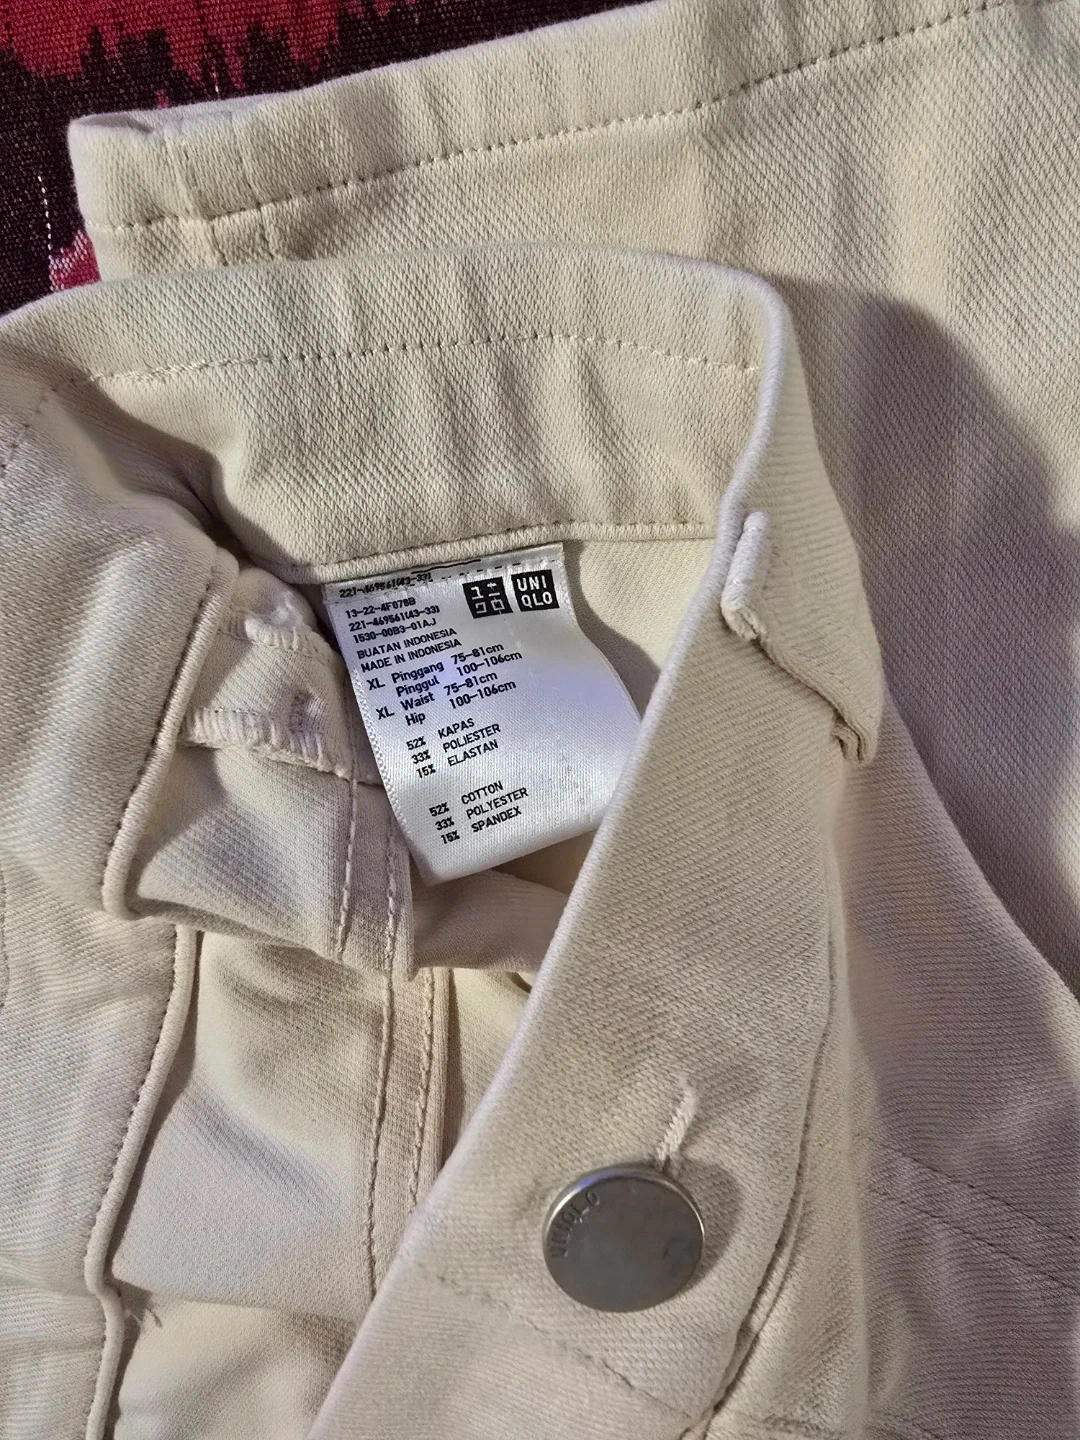 221-469561(43-33)
13-22-4F078B
221-469561(43-33)
1530-00B3-01AJ
UNI
QLO
BUATAN INDONESIA
MADE IN INDONESIA
XL Pinggang 75-81cm
Pinggul 100-106cm
XL Waist 75-81cm
Hip 100-106cm
52% KAPAS
33% POLIESTER
15% ELASTAN
52% COTTON
33% POLYESTER
15% SPANDEX
UNIQLO